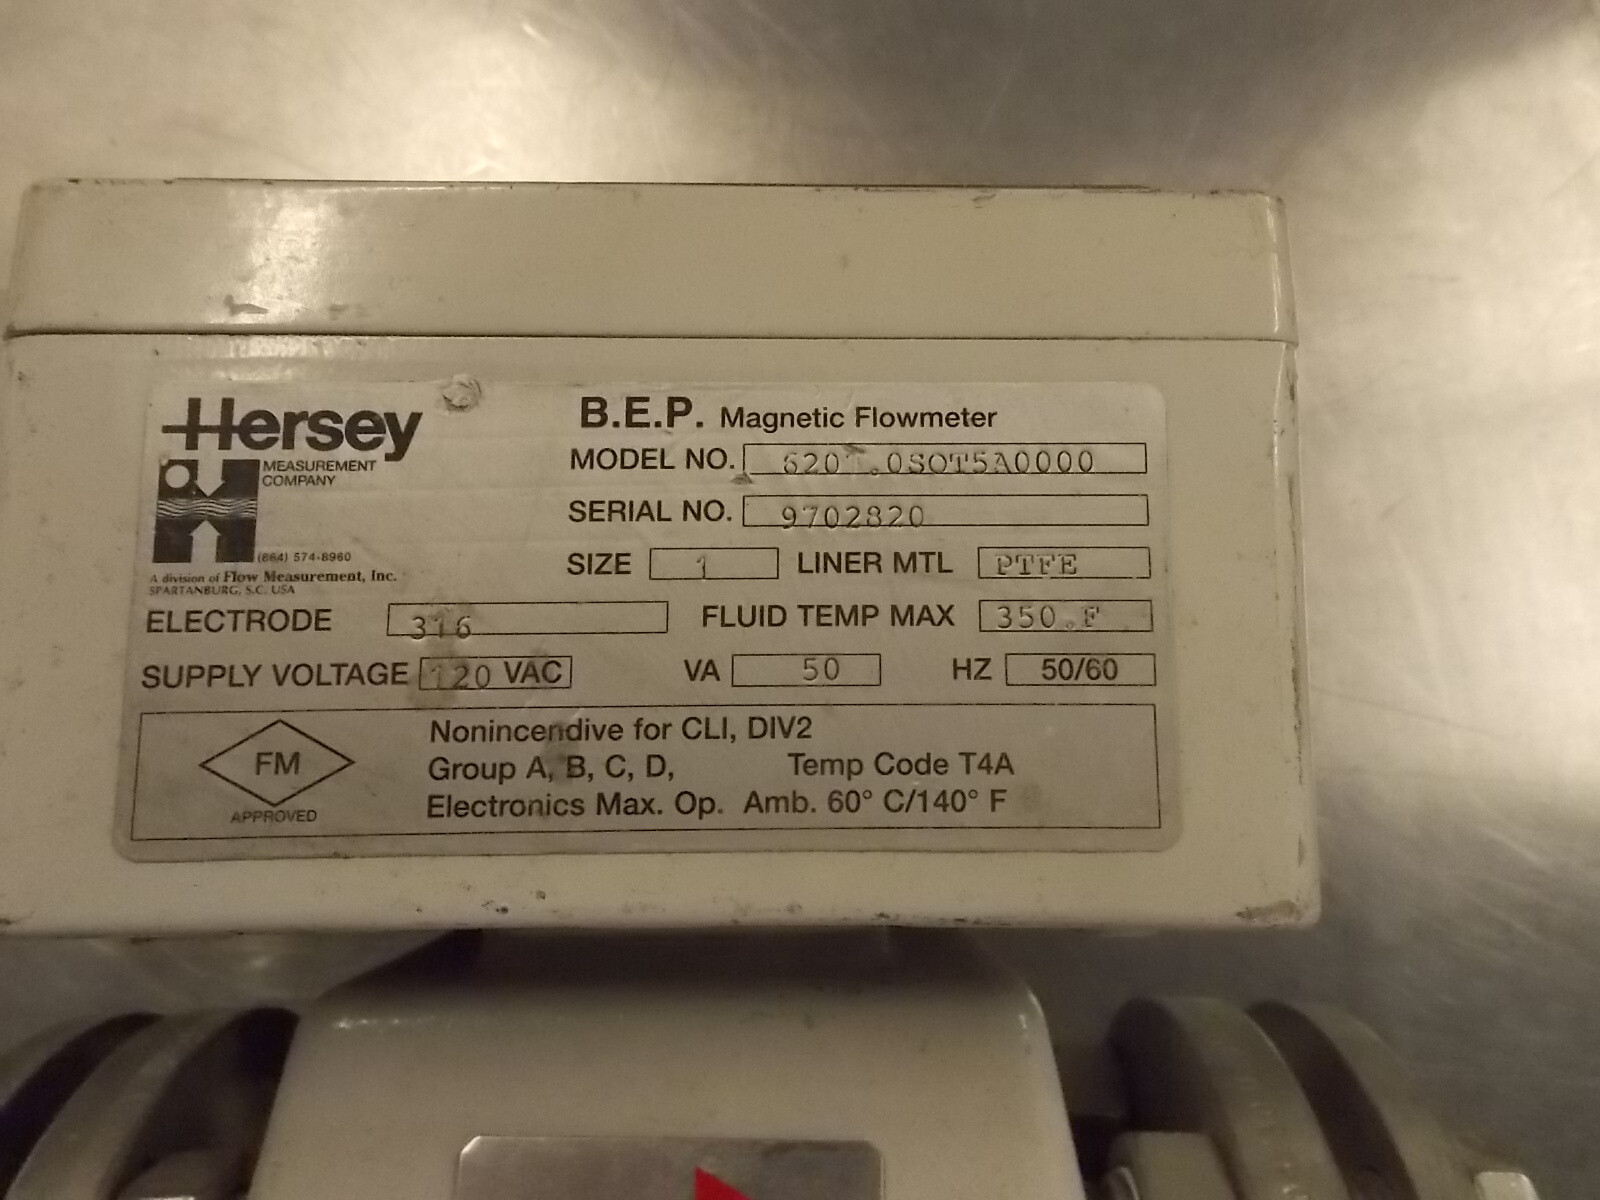 Hersey
MEASUREMENT
COMPANY
(864) 574-8960
A division of Flow Measurement, Inc.
SPARTANBURG, S.C. USA
B.E.P. Magnetic Flowmeter
MODEL NO.
SERIAL NO. 9702820
SIZE 1 LINER MTL PTFE
ELECTRODE 316 FLUID TEMP MAX 350.F
SUPPLY VOLTAGE 120 VAC VA 50 HZ 50/60
FM
APPROVED
Nonincendive for CLI, DIV2
Group A, B, C, D, Temp Code T4A
Electronics Max. Op. Amb. 60° C/140° F